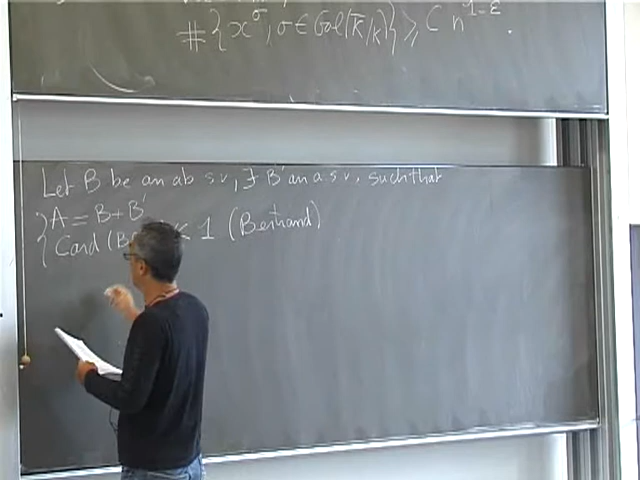 # { x^σ, σ ∈ Gal(K̄/k) } ≥ C n^{1-ε}.
Let B be an ab s.v, ∃ B' an a.s.v, such that
{ A = B + B'
Card (B 1 (Bertrand)